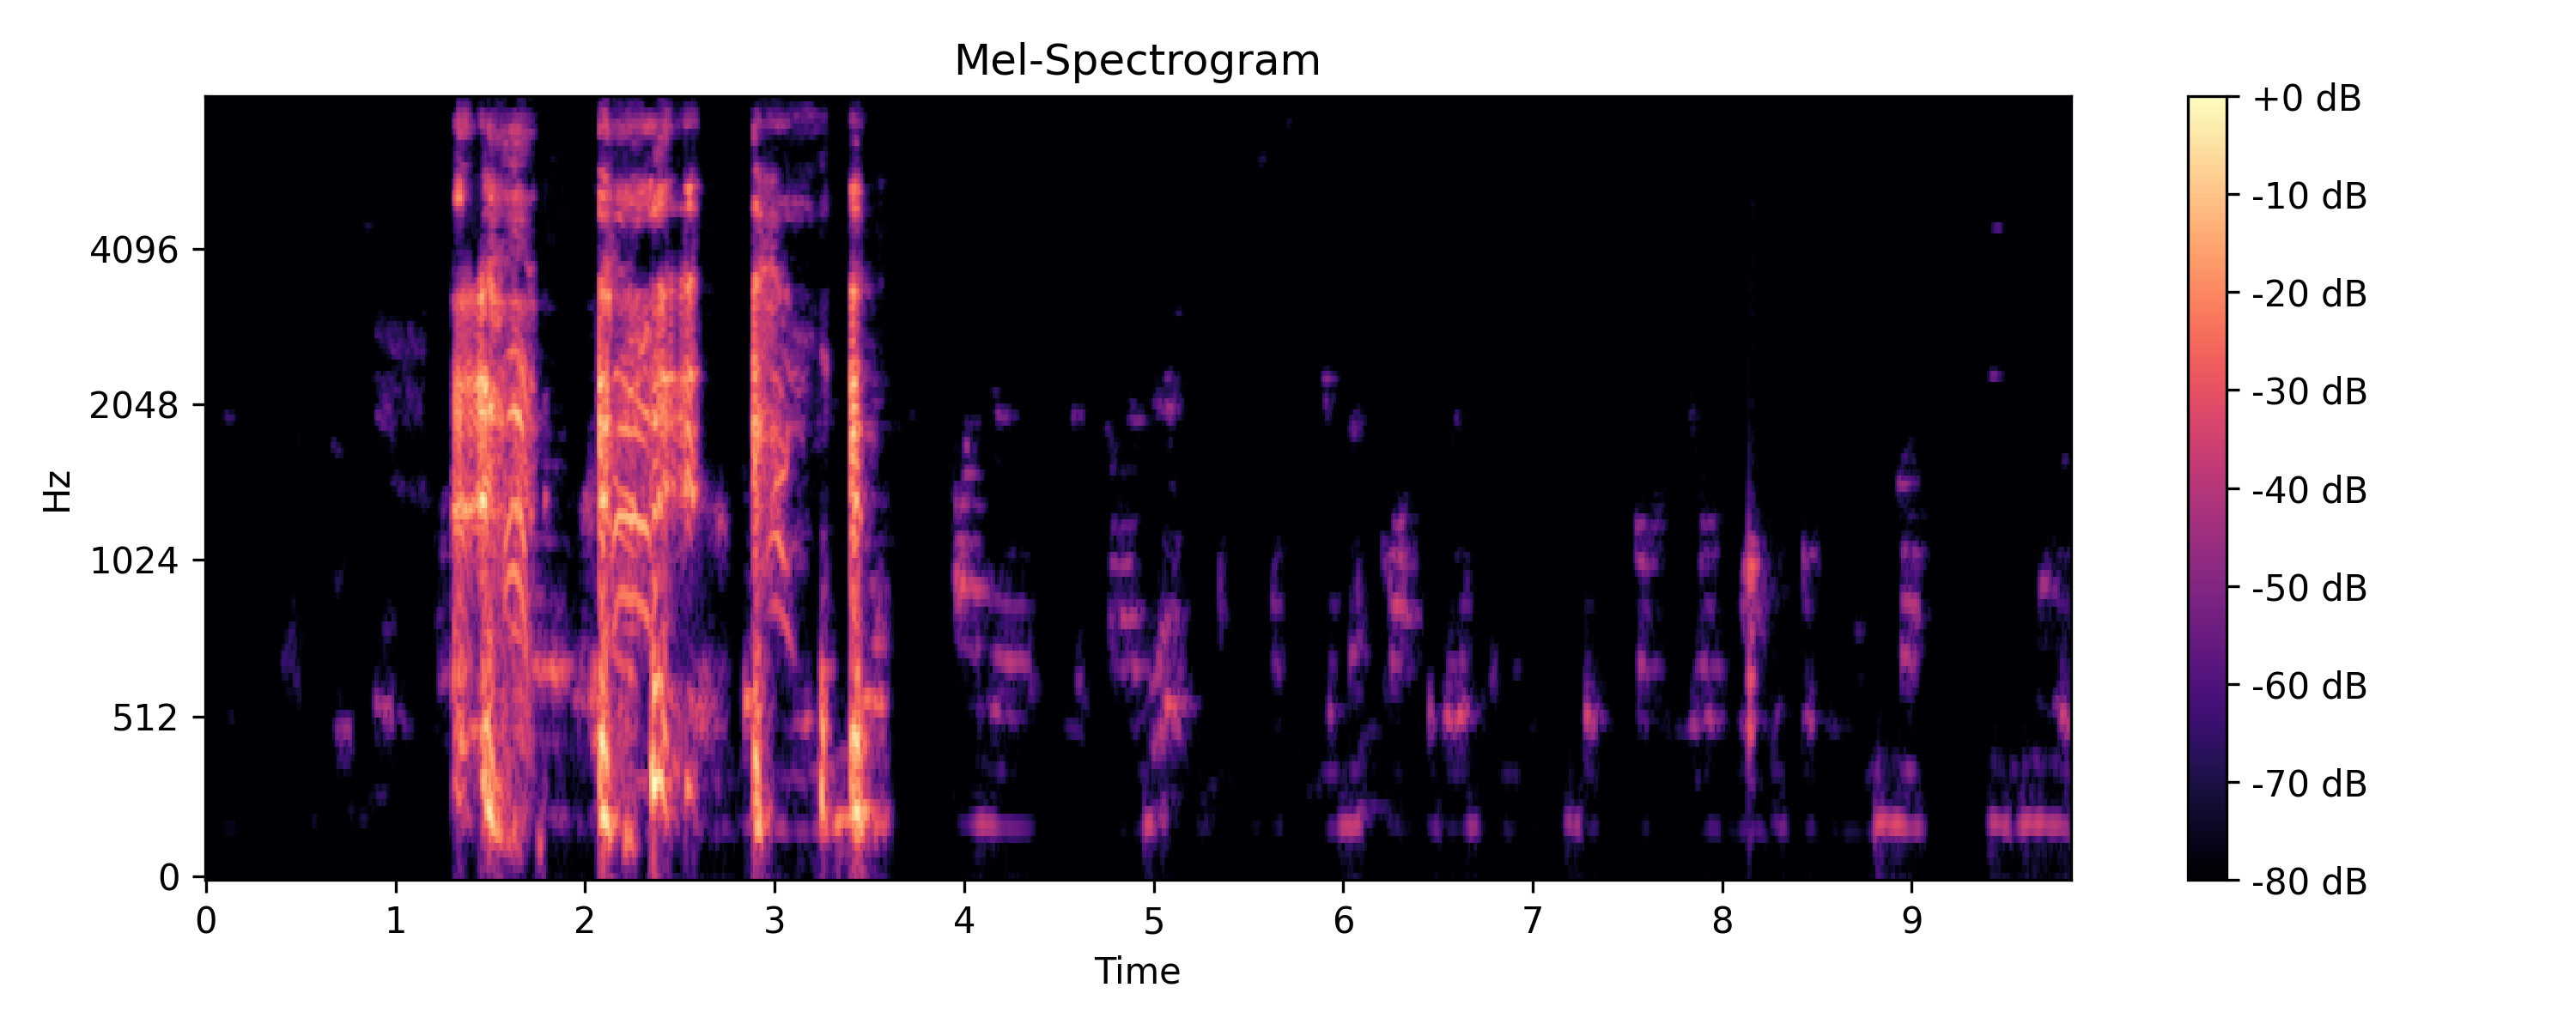 Mel-Spectrogram
+0 dB
-10 dB
-20 dB
-30 dB
-40 dB
-50 dB
-60 dB
-70 dB
-80 dB
4096
2048
1024
512
0
Hz
0 1 2 3 4 5 6 7 8 9
Time